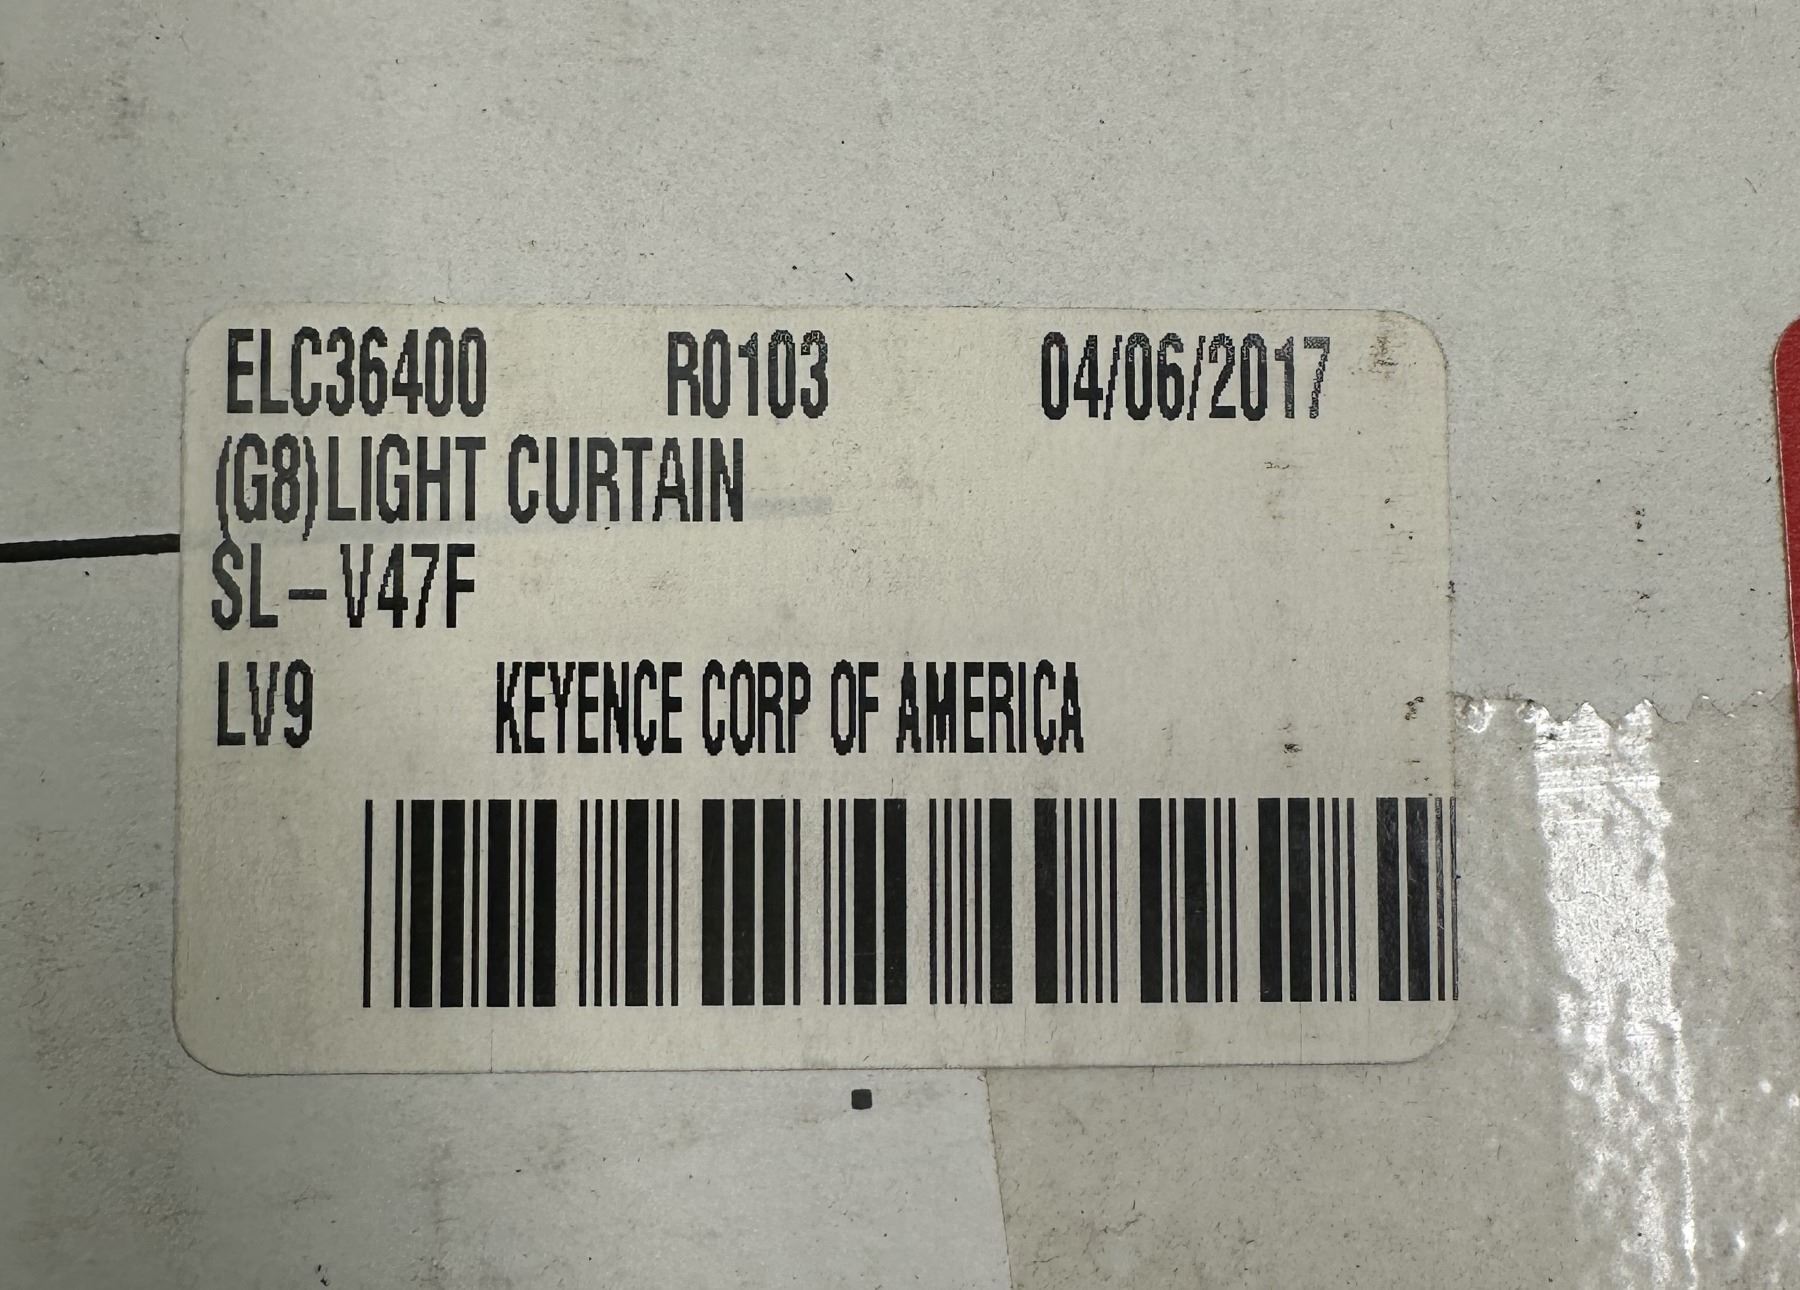 ELC36400 R0103 04/06/2017
(G8)LIGHT CURTAIN
SL-V47F
LV9 KEYENCE CORP OF AMERICA